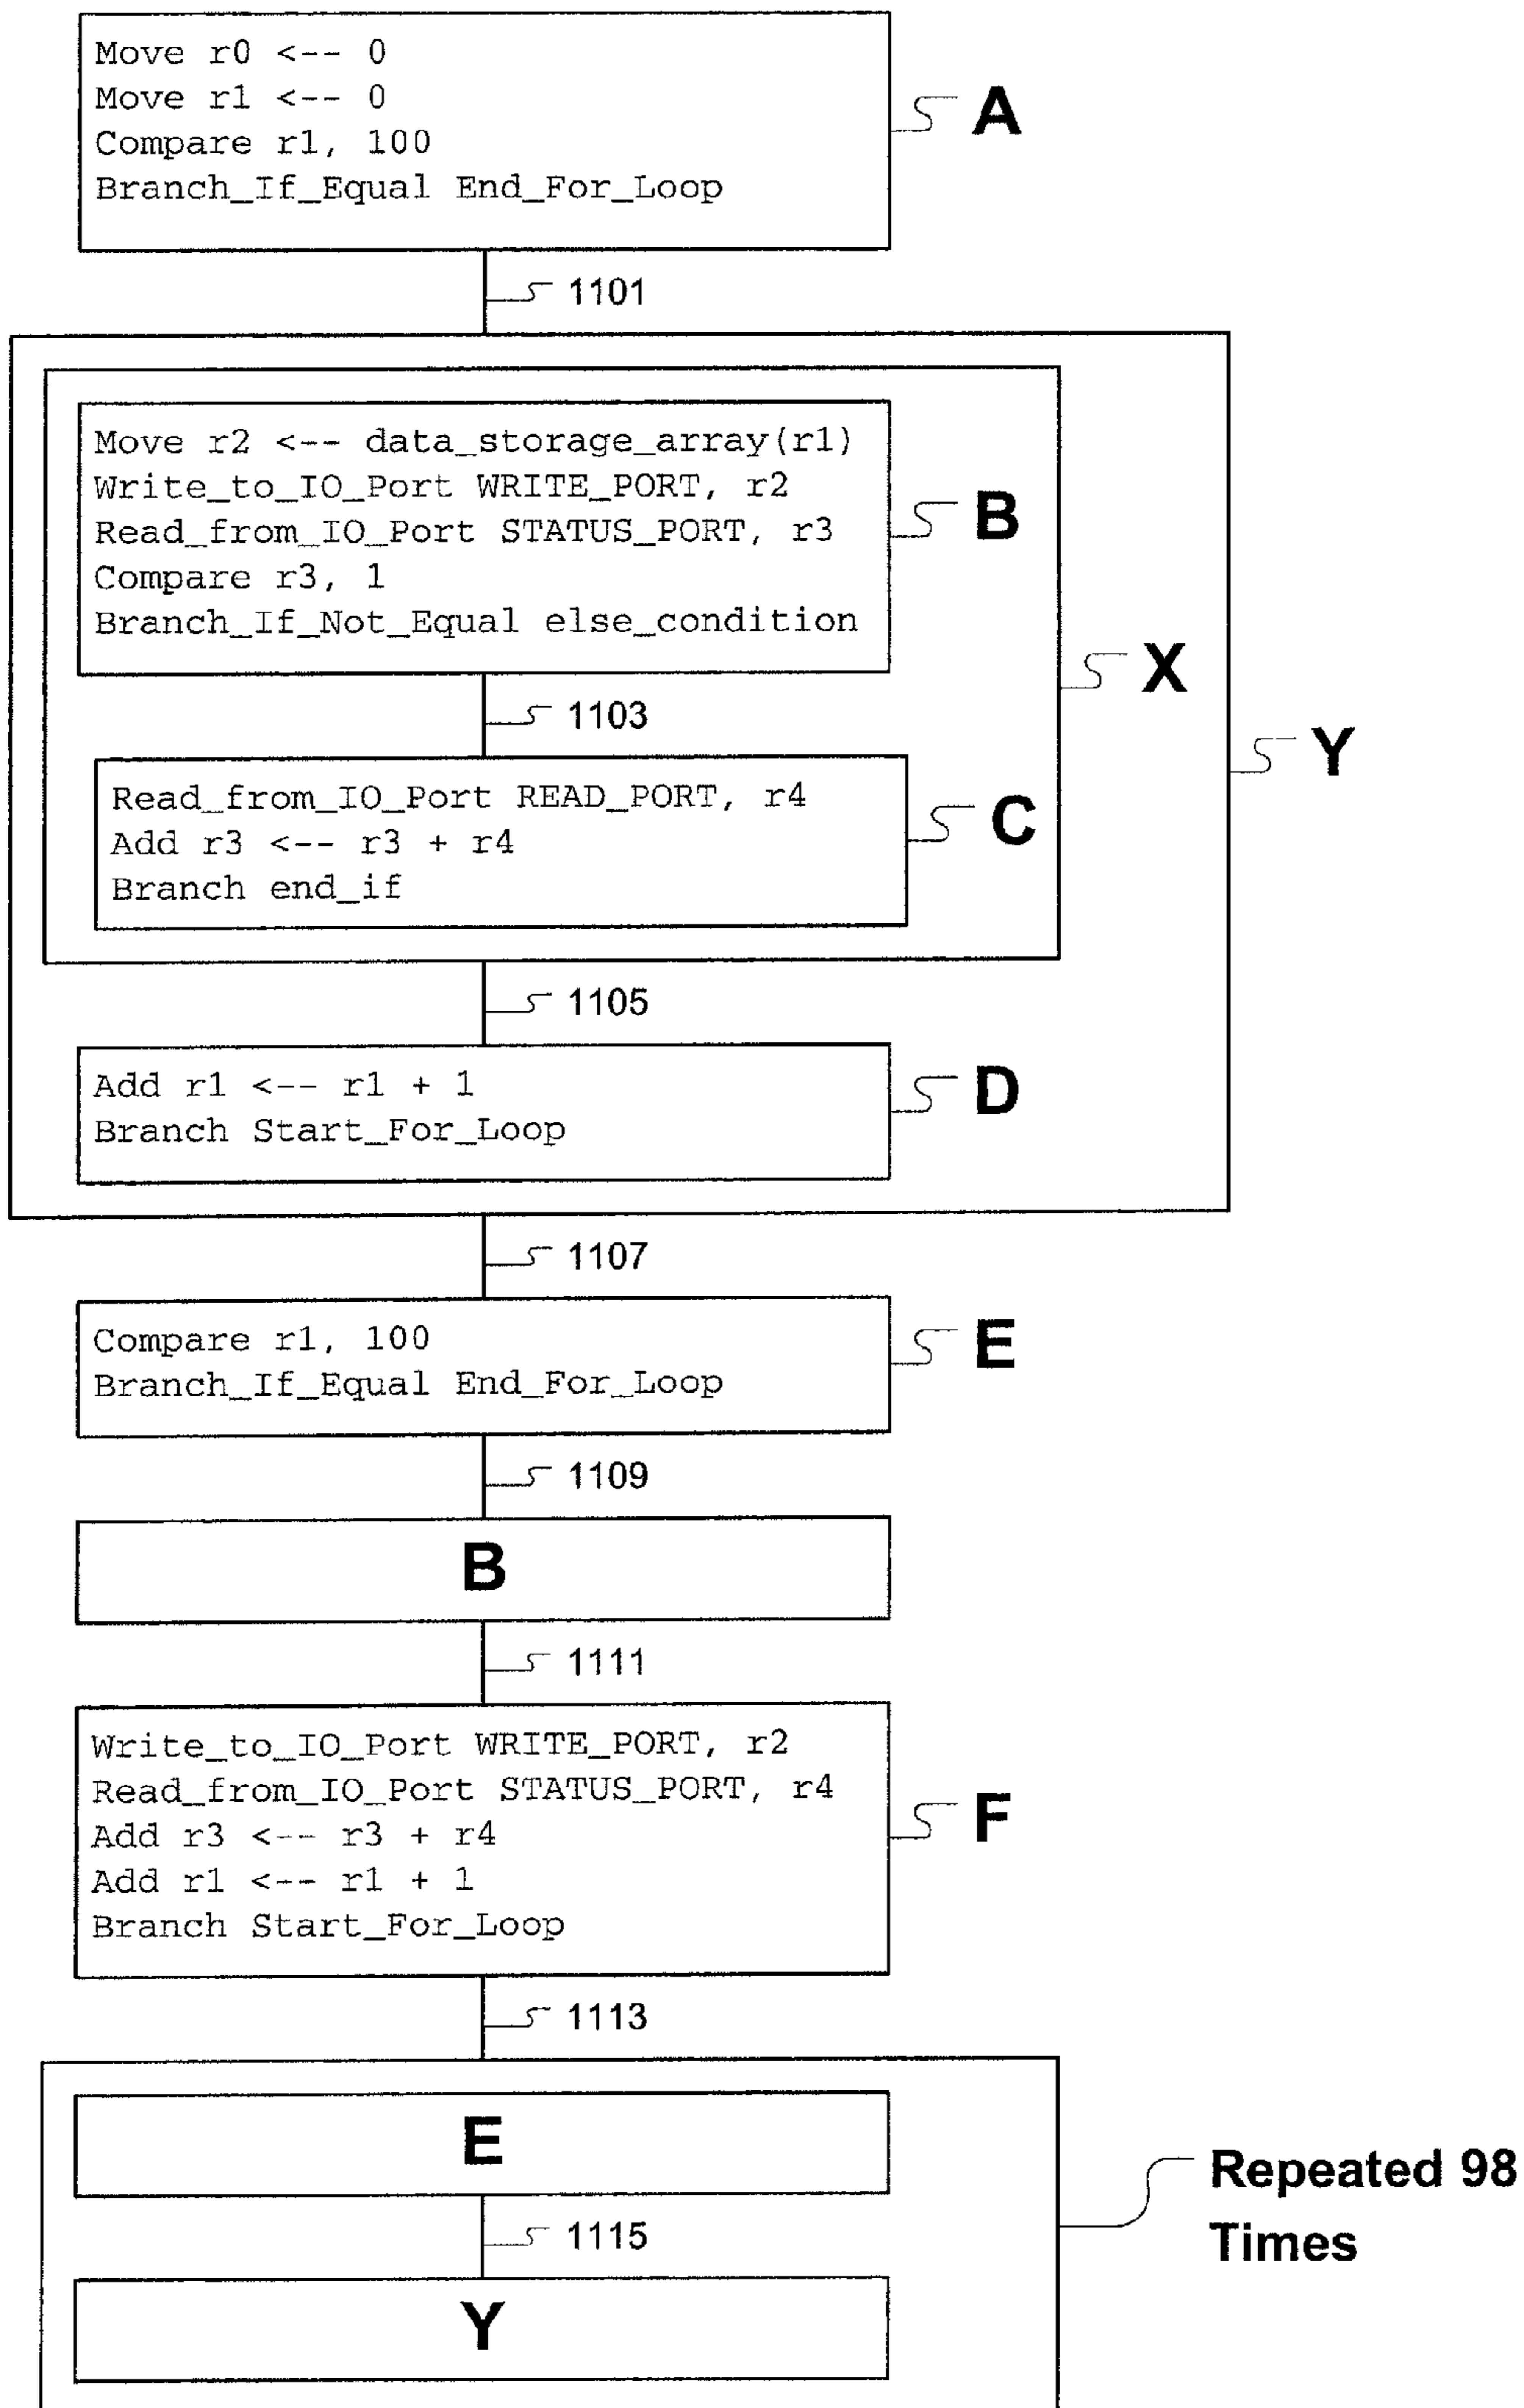 Move r0 <-- 0
Move r1 <-- 0
Compare r1, 100
Branch_If_Equal End_For_Loop
A
1101
Move r2 <-- data_storage_array(r1)
Write_to_IO_Port WRITE_PORT, r2
Read_from_IO_Port STATUS_PORT, r3
Compare r3, 1
Branch_If_Not_Equal else_condition
B
X
Y
1103
Read_from_IO_Port READ_PORT, r4
Add r3 <-- r3 + r4
Branch end_if
C
1105
Add r1 <-- r1 + 1
Branch Start_For_Loop
D
1107
Compare r1, 100
Branch_If_Equal End_For_Loop
E
1109
B
1111
Write_to_IO_Port WRITE_PORT, r2
Read_from_IO_Port STATUS_PORT, r4
Add r3 <-- r3 + r4
Add r1 <-- r1 + 1
Branch Start_For_Loop
F
1113
E
1115
Y
Repeated 98
Times